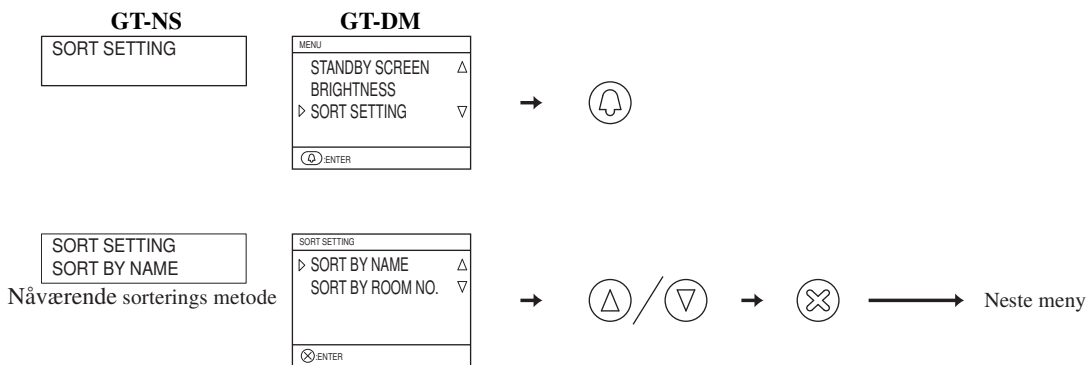 GT-NS
GT-DM
SORT SETTING
MENU
STANDBY SCREEN
BRIGHTNESS
SORT SETTING
:ENTER
SORT SETTING
SORT BY NAME
Nåværende sorterings metode
SORT SETTING
SORT BY NAME
SORT BY ROOM NO.
:ENTER
Neste meny